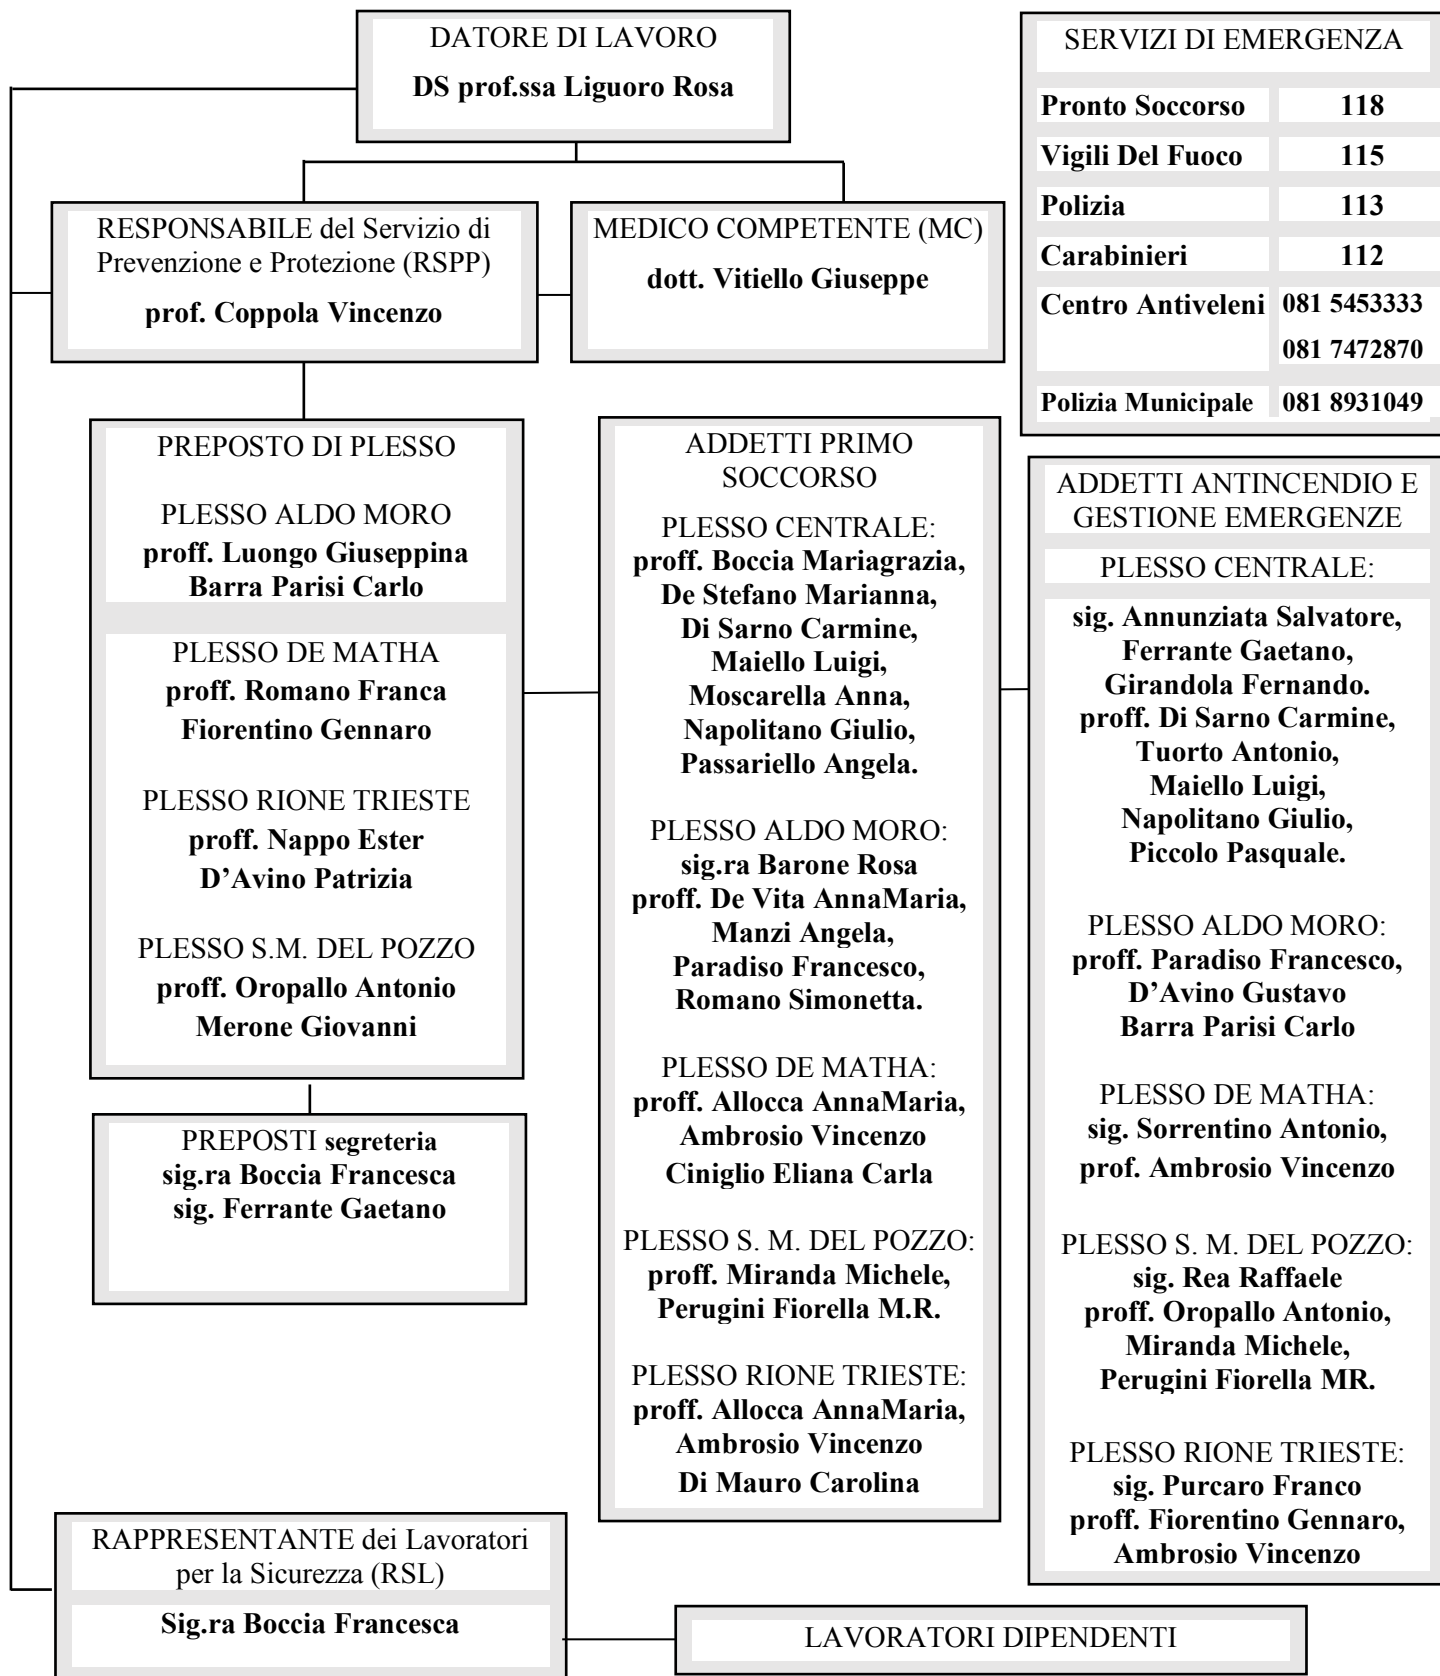 DATORE DI LAVORO
DS prof.ssa Liguoro Rosa
SERVIZI DI EMERGENZA
Pronto Soccorso 118
Vigili Del Fuoco 115
Polizia 113
Carabinieri 112
Centro Antiveleni 081 5453333
081 7472870
Polizia Municipale 081 8931049
RESPONSABILE del Servizio di
Prevenzione e Protezione (RSPP)
prof. Coppola Vincenzo
MEDICO COMPETENTE (MC)
dott. Vitiello Giuseppe
PREPOSTO DI PLESSO
PLESSO ALDO MORO
proff. Luongo Giuseppina
Barra Parisi Carlo
PLESSO DE MATHA
proff. Romano Franca
Fiorentino Gennaro
PLESSO RIONE TRIESTE
proff. Nappo Ester
D’Avino Patrizia
PLESSO S.M. DEL POZZO
proff. Oropallo Antonio
Merone Giovanni
PREPOSTI segreteria
sig.ra Boccia Francesca
sig. Ferrante Gaetano
ADDETTI PRIMO
SOCCORSO
PLESSO CENTRALE:
proff. Boccia Mariagrazia,
De Stefano Marianna,
Di Sarno Carmine,
Maiello Luigi,
Moscarella Anna,
Napolitano Giulio,
Passariello Angela.
PLESSO ALDO MORO:
sig.ra Barone Rosa
proff. De Vita AnnaMaria,
Manzi Angela,
Paradiso Francesco,
Romano Simonetta.
PLESSO DE MATHA:
proff. Allocca AnnaMaria,
Ambrosio Vincenzo
Ciniglio Eliana Carla
PLESSO S. M. DEL POZZO:
proff. Miranda Michele,
Perugini Fiorella M.R.
PLESSO RIONE TRIESTE:
proff. Allocca AnnaMaria,
Ambrosio Vincenzo
Di Mauro Carolina
ADDETTI ANTINCENDIO E
GESTIONE EMERGENZE
PLESSO CENTRALE:
sig. Annunziata Salvatore,
Ferrante Gaetano,
Girandola Fernando.
proff. Di Sarno Carmine,
Tuorto Antonio,
Maiello Luigi,
Napolitano Giulio,
Piccolo Pasquale.
PLESSO ALDO MORO:
proff. Paradiso Francesco,
D’Avino Gustavo
Barra Parisi Carlo
PLESSO DE MATHA:
sig. Sorrentino Antonio,
prof. Ambrosio Vincenzo
PLESSO S. M. DEL POZZO:
sig. Rea Raffaele
proff. Oropallo Antonio,
Miranda Michele,
Perugini Fiorella MR.
PLESSO RIONE TRIESTE:
sig. Purcaro Franco
proff. Fiorentino Gennaro,
Ambrosio Vincenzo
RAPPRESENTANTE dei Lavoratori
per la Sicurezza (RSL)
Sig.ra Boccia Francesca
LAVORATORI DIPENDENTI